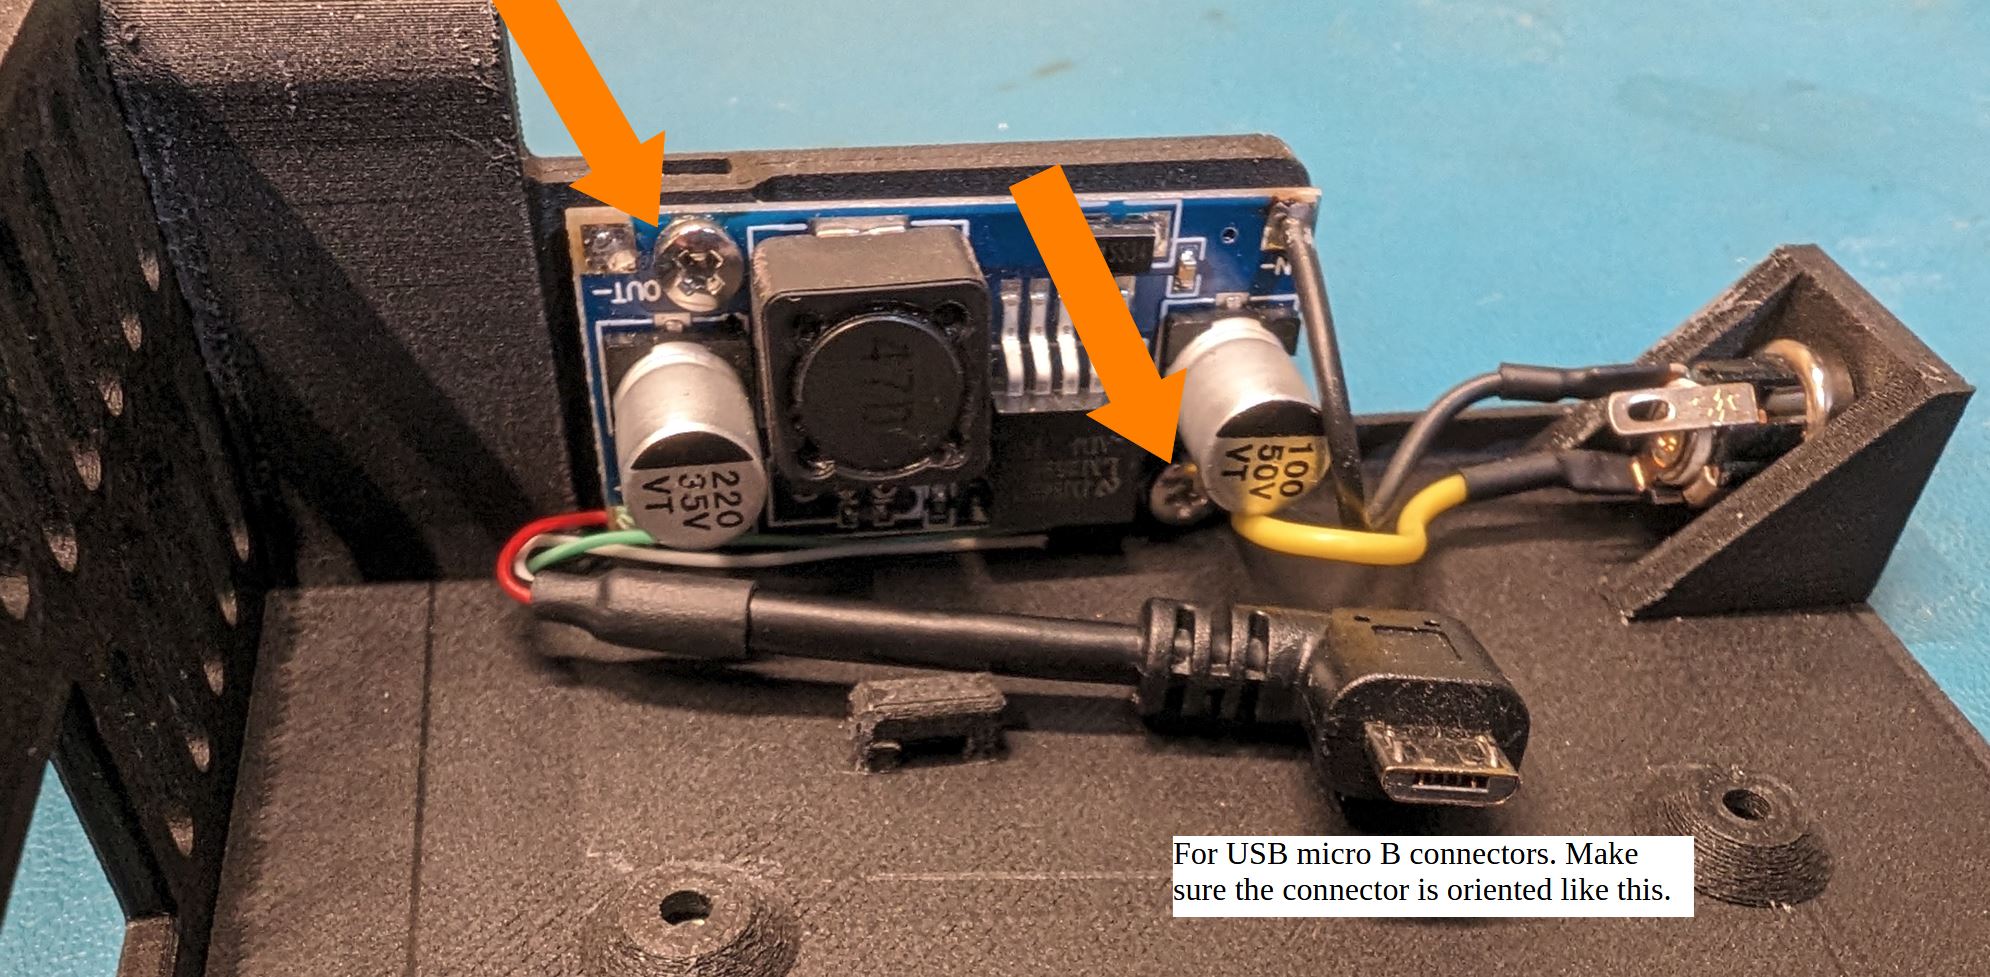 OUT-
IN-
470
220
35V
VT
100
50V
VT
For USB micro B connectors. Make
sure the connector is oriented like this.